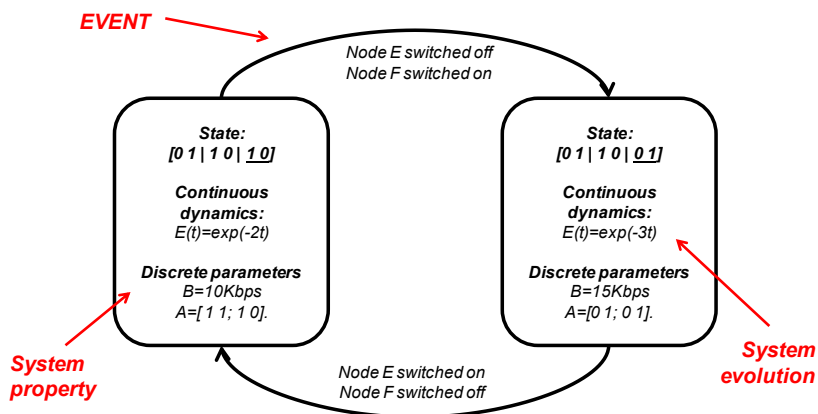 EVENT
Node E switched off
Node F switched on
State:
[0 1 | 1 0 | 1 0]
Continuous
dynamics:
E(t)=exp(-2t)
Discrete parameters
B=10Kbps
A=[ 1 1; 1 0].
State:
[0 1 | 1 0 | 0 1]
Continuous
dynamics:
E(t)=exp(-3t)
Discrete parameters
B=15Kbps
A=[0 1; 0 1].
System
property
System
evolution
Node E switched on
Node F switched off